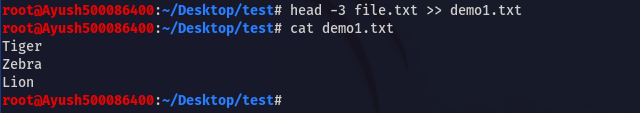 root@Ayush500086400:~/Desktop/test# head -3 file.txt >> demo1.txt
root@Ayush500086400:~/Desktop/test# cat demo1.txt
Tiger
Zebra
Lion
root@Ayush500086400:~/Desktop/test#